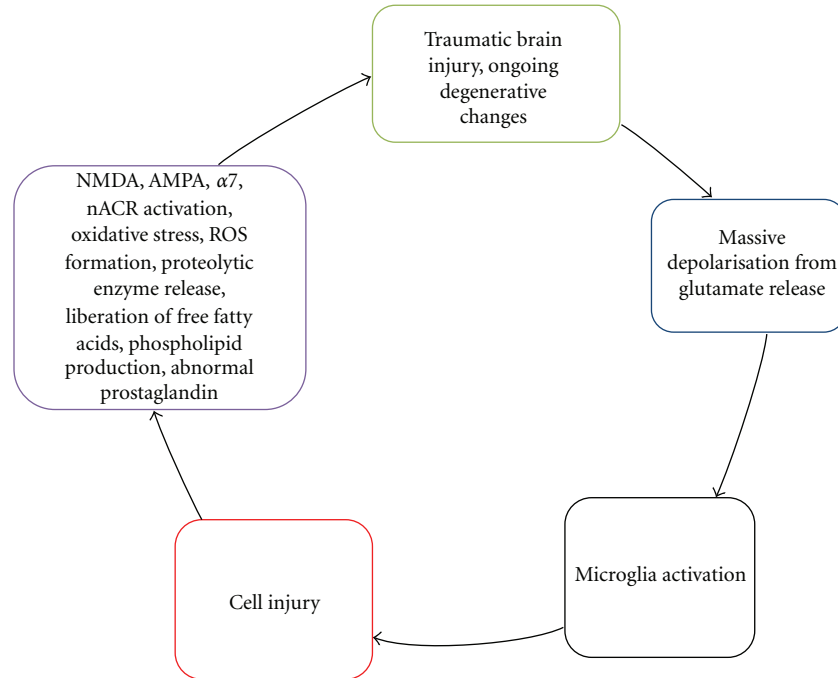 Traumatic brain
injury, ongoing
degenerative
changes
Massive
depolarisation from
glutamate release
Microglia activation
Cell injury
NMDA, AMPA, α7,
nACR activation,
oxidative stress, ROS
formation, proteolytic
enzyme release,
liberation of free fatty
acids, phospholipid
production, abnormal
prostaglandin